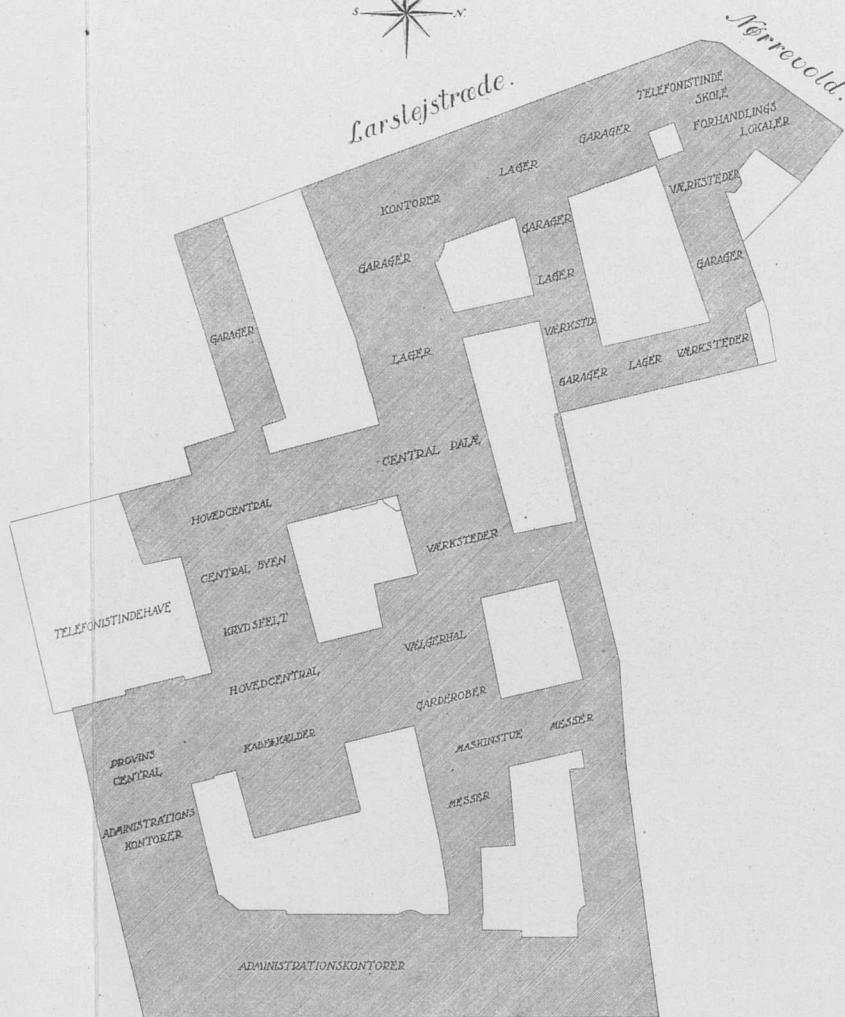 S N.
Nørrevold.
Larslejstræde.
TELEFONISTINDE
SKOLE
FORHANDLINGS
LOKALER
GARAGER
LAGER
KONTORER
VÆRKSTEDER
GARAGER
GARAGER
GARAGER
LAGER
GARAGER
VÆRKSTD.
LAGER
GARAGER LAGER VÆRKSTEDER
CENTRAL PALÆ
HOVEDCENTRAL
VÆRKSTEDER
CENTRAL BYEN
TELEFONISTINDEHAVE
KRYDSFELT
VÆLGERHAL
HOVEDCENTRAL
GARDEROBER
KABELKÆLDER
MASKINSTUE
MESSER
PROVINS
CENTRAL
MESSER
ADMINISTRATIONS
KONTORER
ADMINISTRATIONSKONTORER